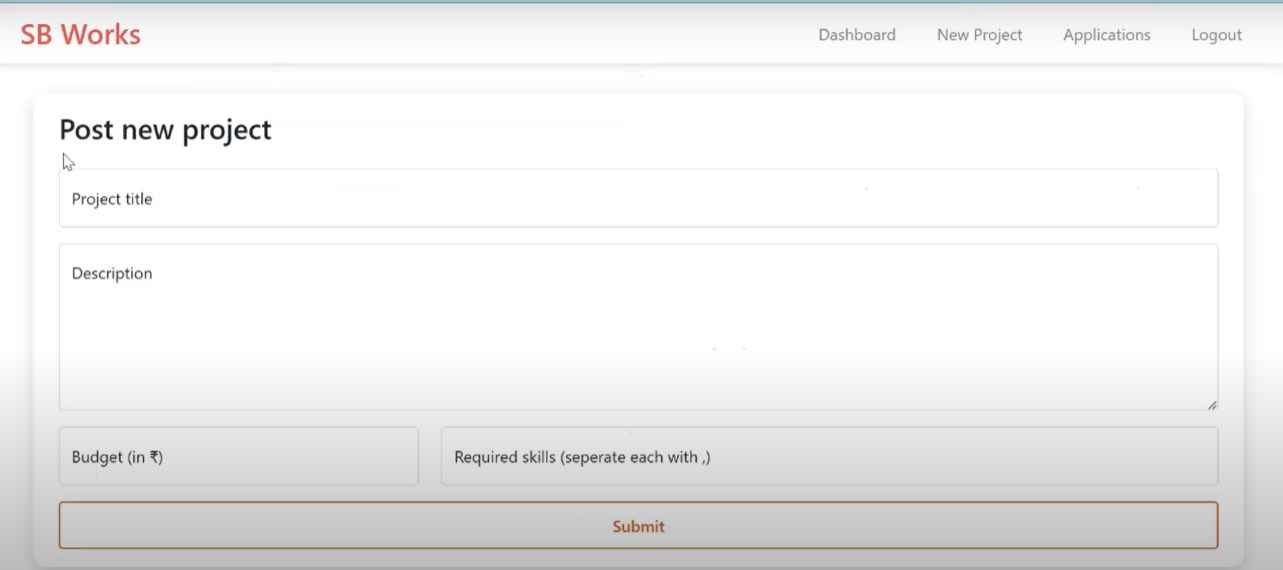 SB Works
Dashboard New Project Applications Logout
Post new project
Project title
Description
Budget (in ₹)
Required skills (seperate each with ,)
Submit